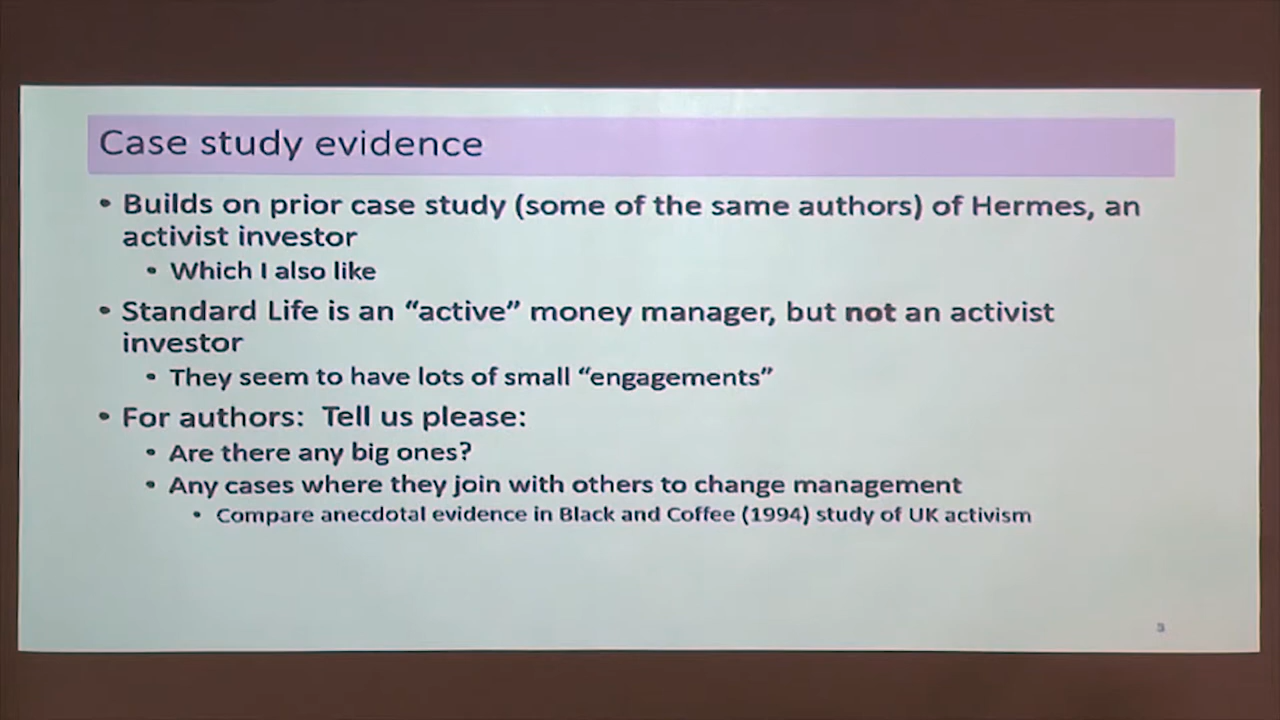 Case study evidence
• Builds on prior case study (some of the same authors) of Hermes, an
activist investor
• Which I also like
• Standard Life is an “active” money manager, but not an activist
investor
• They seem to have lots of small “engagements”
• For authors: Tell us please:
• Are there any big ones?
• Any cases where they join with others to change management
• Compare anecdotal evidence in Black and Coffee (1994) study of UK activism
3